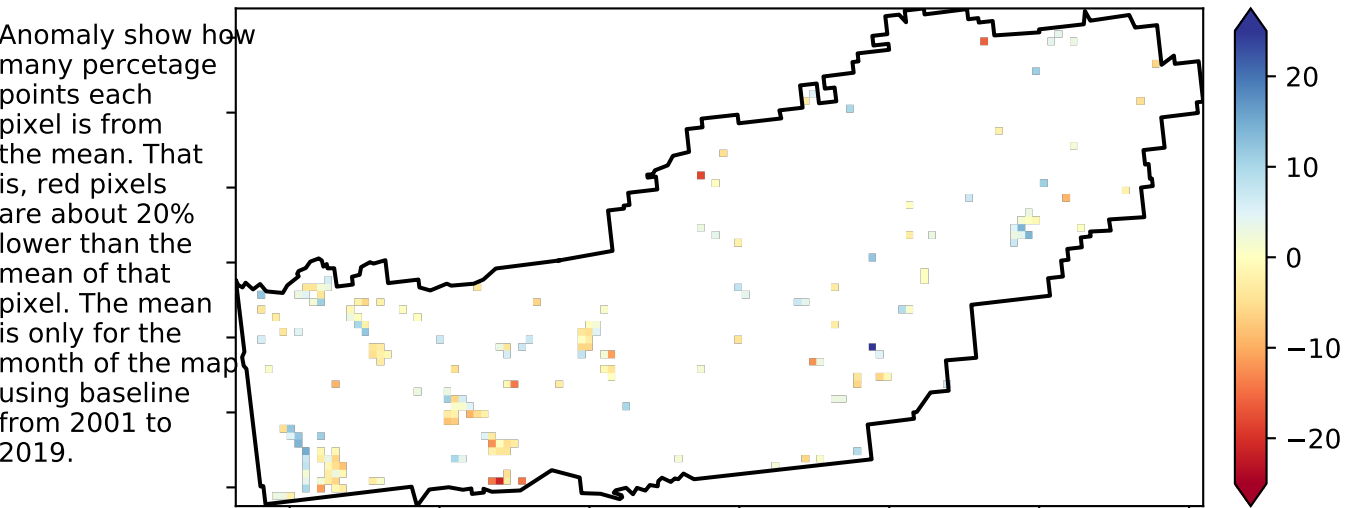 Anomaly show how
many percetage
points each
pixel is from
the mean. That
is, red pixels
are about 20%
lower than the
mean of that
pixel. The mean
is only for the
month of the map
using baseline
from 2001 to
2019.
20
10
0
−10
−20